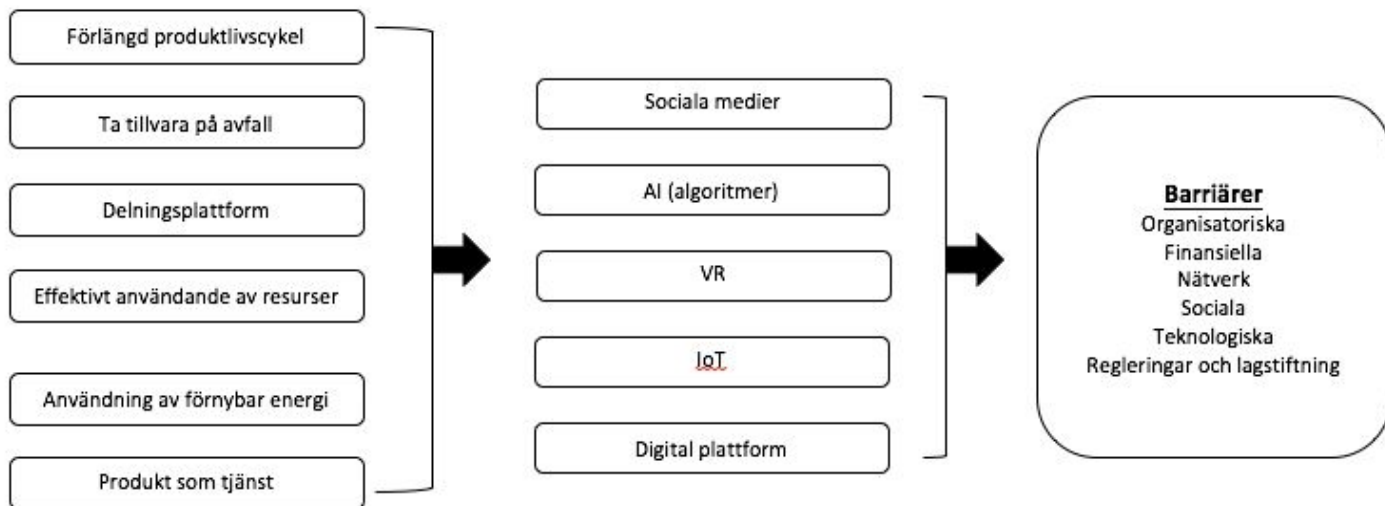 Förlängd produktlivscykel
Ta tillvara på avfall
Delningsplattform
Effektivt användande av resurser
Användning av förnybar energi
Produkt som tjänst
Sociala medier
AI (algoritmer)
VR
IoT
Digital plattform
Barriärer
Organisatoriska
Finansiella
Nätverk
Sociala
Teknologiska
Regleringar och lagstiftning